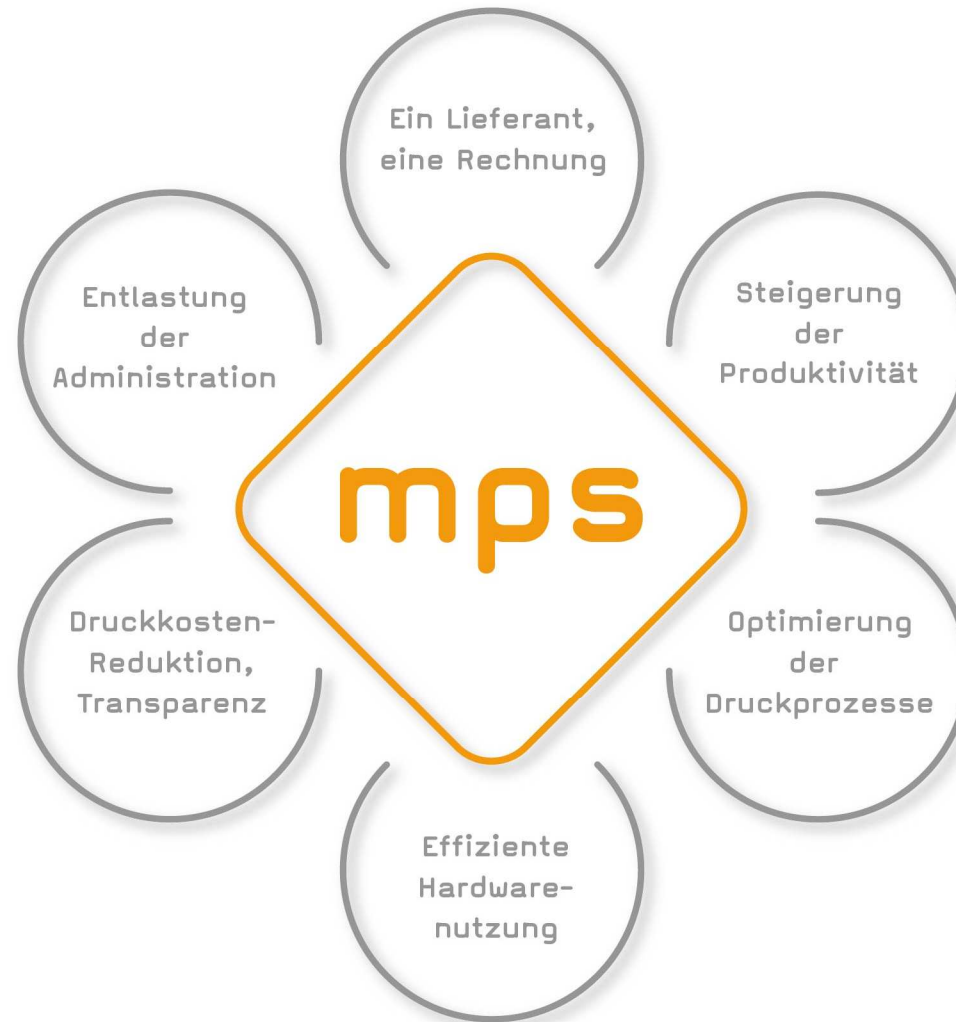 Ein Lieferant,
eine Rechnung
Entlastung
der
Administration
Steigerung
der
Produktivität
mps
Druckkosten-
Reduktion,
Transparenz
Optimierung
der
Druckprozesse
Effiziente
Hardware-
nutzung